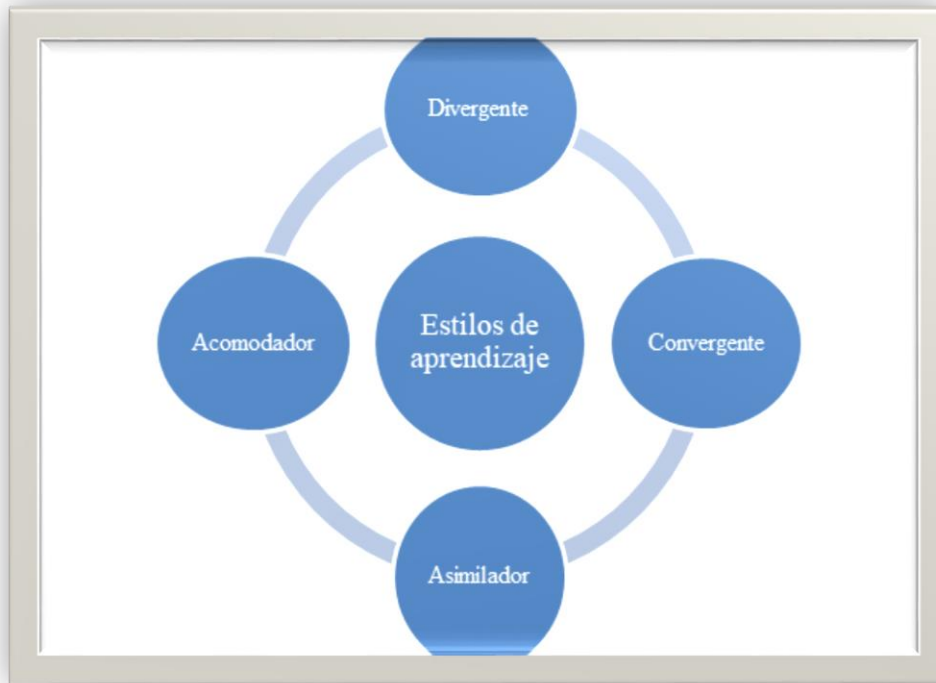 Divergente
Acomodador
Estilos de
aprendizaje
Convergente
Asimilador